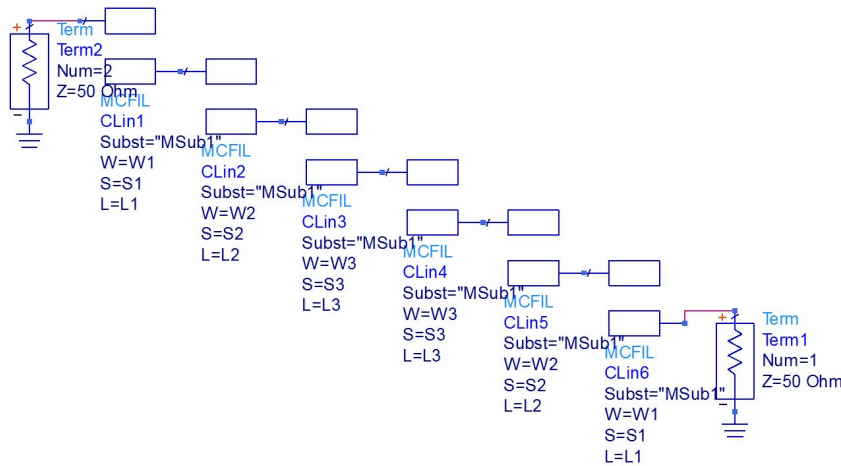 +
Term
Term2
Num=2
Z=50 Ohm
−
MCFIL
CLin1
Subst="MSub1"
W=W1
S=S1
L=L1
MCFIL
CLin2
Subst="MSub1"
W=W2
S=S2
L=L2
MCFIL
CLin3
Subst="MSub1"
W=W3
S=S3
L=L3
MCFIL
CLin4
Subst="MSub1"
W=W3
S=S3
L=L3
MCFIL
CLin5
Subst="MSub1"
W=W2
S=S2
L=L2
MCFIL
CLin6
Subst="MSub1"
W=W1
S=S1
L=L1
+
Term
Term1
Num=1
Z=50 Ohm
−